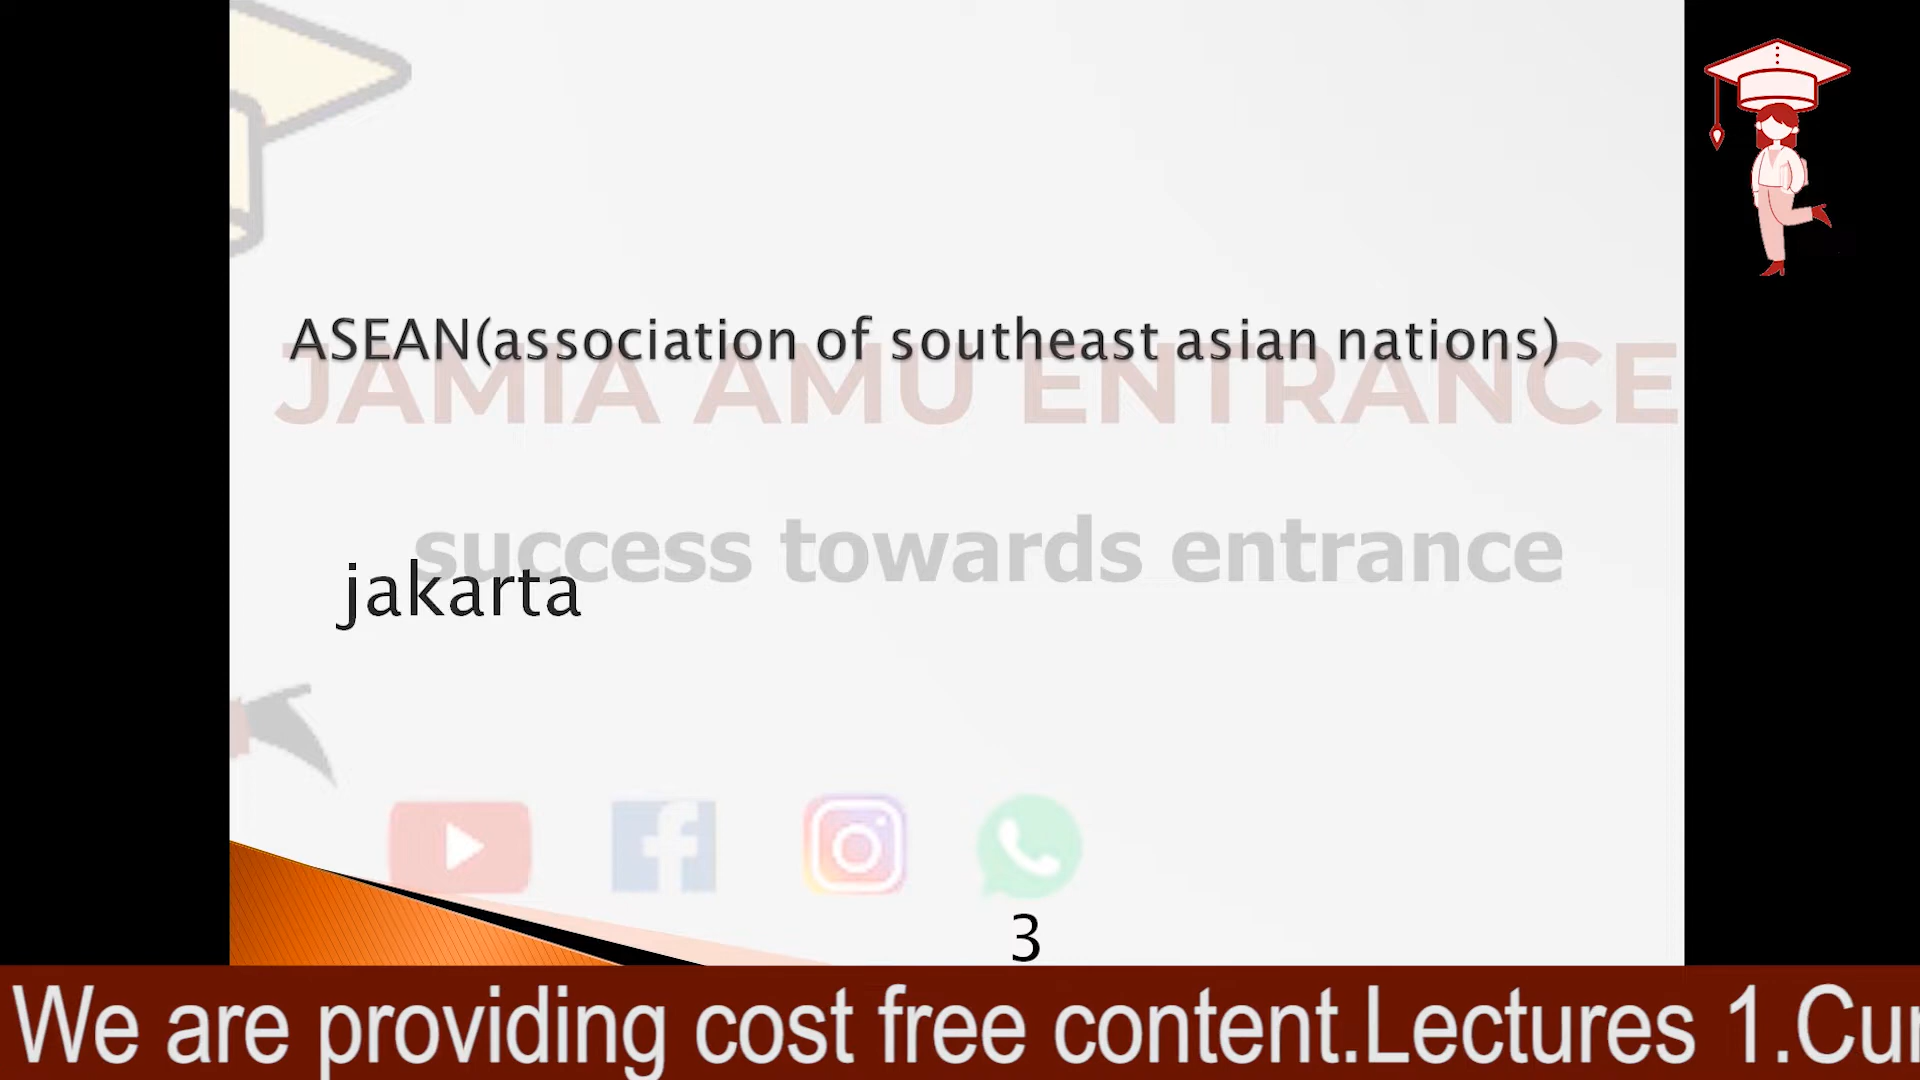 ASEAN(association of southeast asian nations)
JAMIA AMU ENTRANCE
success towards entrance
jakarta
3
We are providing cost free content.Lectures 1.Cur